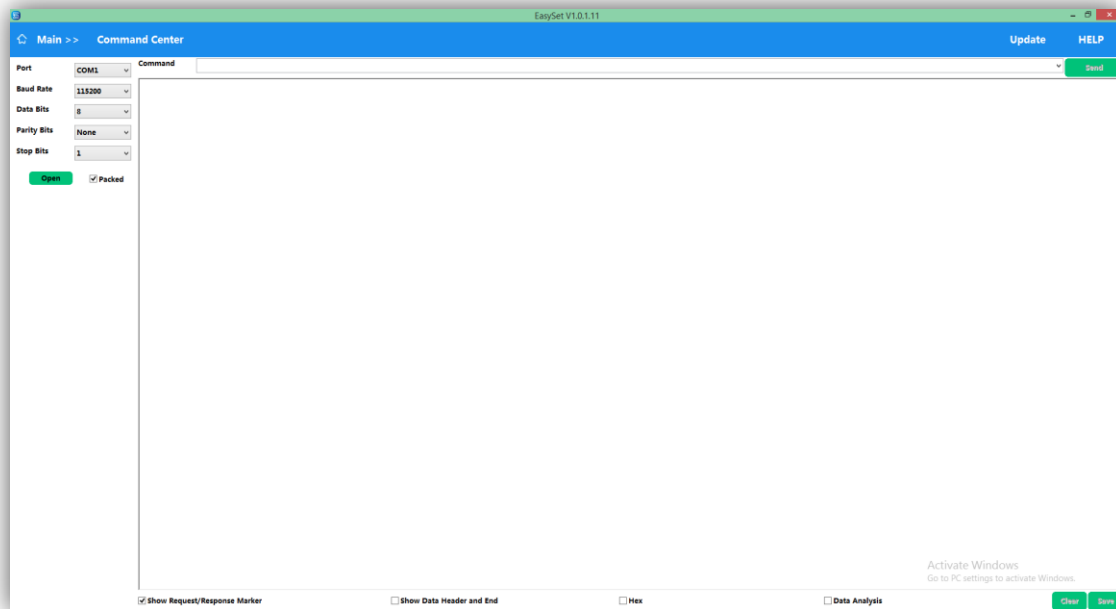 EasySet V1.0.1.11
Main >> Command Center Update HELP
Port COM1 Command Send
Baud Rate 115200
Data Bits 8
Parity Bits None
Stop Bits 1
Open Packed
Activate Windows
Go to PC settings to activate Windows.
Show Request/Response Marker Show Data Header and End Hex Data Analysis Clear Save